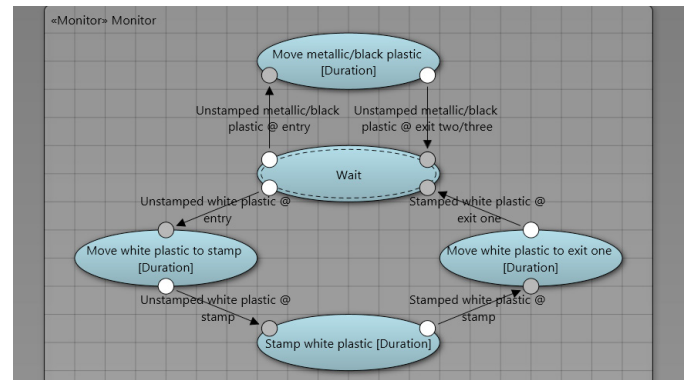 «Monitor» Monitor
Move metallic/black plastic
[Duration]
Unstamped metallic/black
plastic @ entry
Unstamped metallic/black
plastic @ exit two/three
Wait
Unstamped white plastic @
entry
Stamped white plastic @
exit one
Move white plastic to stamp
[Duration]
Move white plastic to exit one
[Duration]
Unstamped white plastic @
stamp
Stamped white plastic @
stamp
Stamp white plastic [Duration]